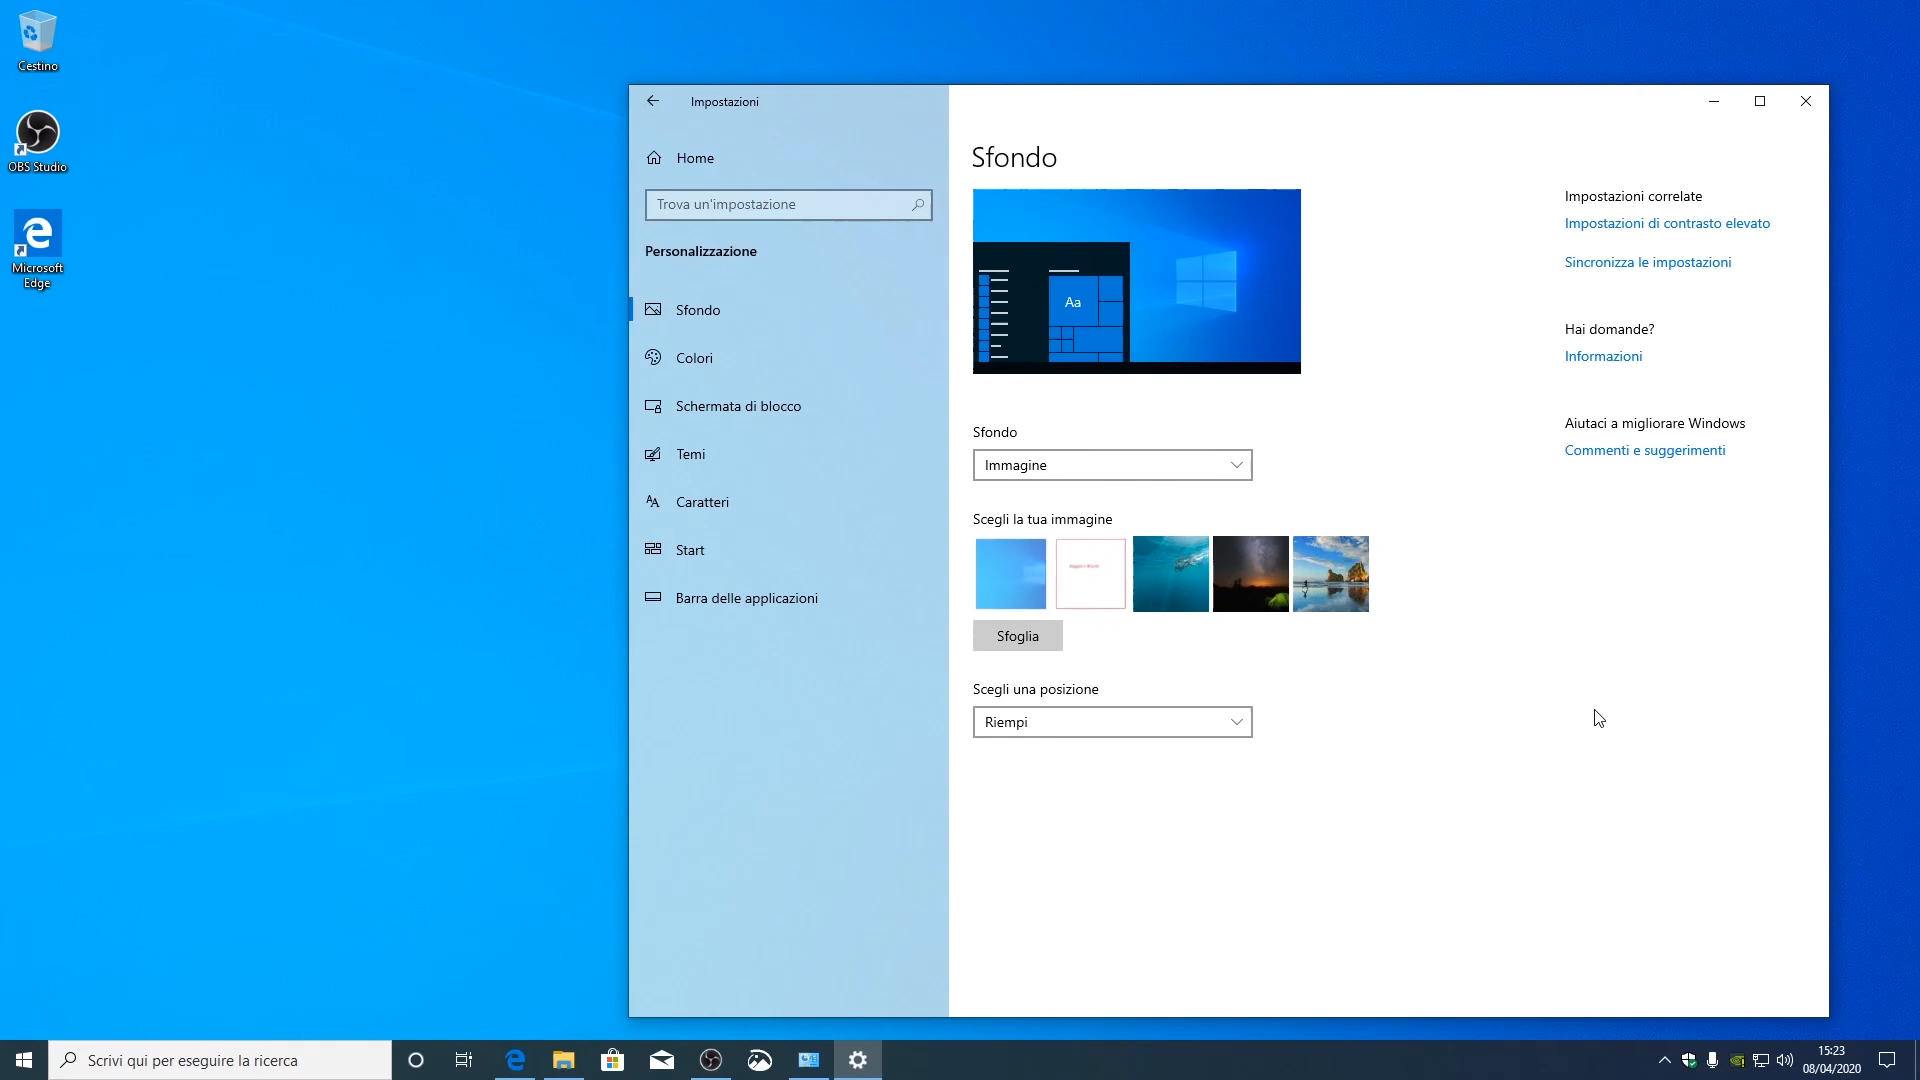 Cestino
OBS Studio
Microsoft
Edge
Impostazioni
Home
Trova un'impostazione
Personalizzazione
Sfondo
Colori
Schermata di blocco
Temi
Caratteri
Start
Barra delle applicazioni
Sfondo
Aa
Sfondo
Immagine
Scegli la tua immagine
Sfoglia
Scegli una posizione
Riempi
Impostazioni correlate
Impostazioni di contrasto elevato
Sincronizza le impostazioni
Hai domande?
Informazioni
Aiutaci a migliorare Windows
Commenti e suggerimenti
Scrivi qui per eseguire la ricerca
15:23
08/04/2020